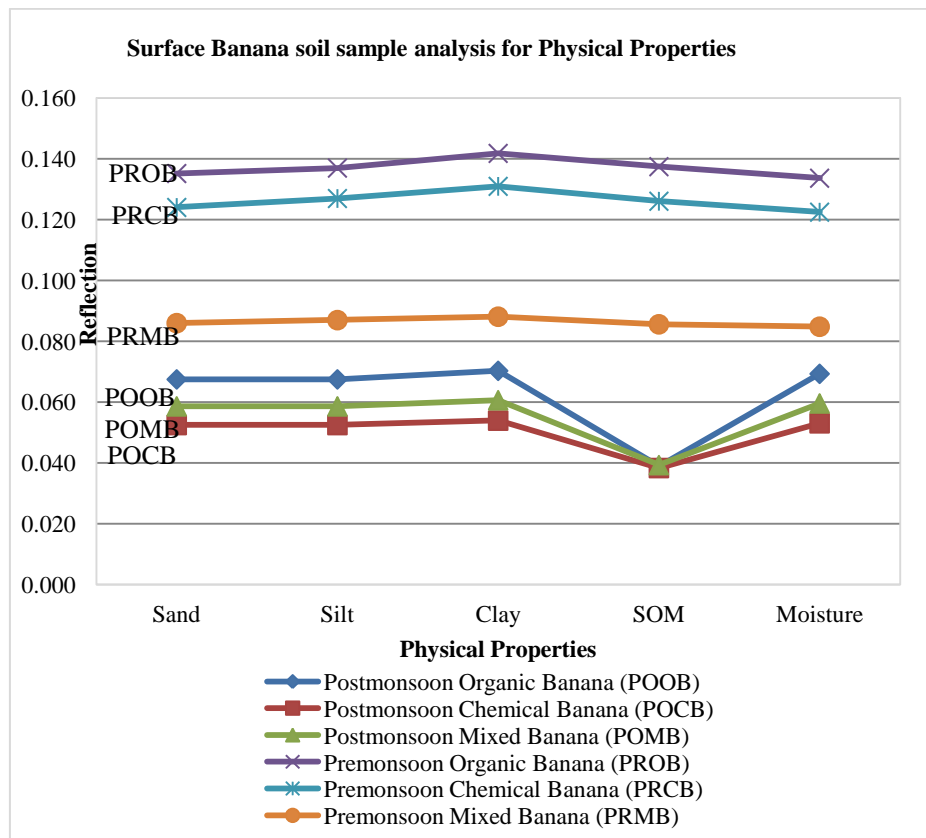 Surface Banana soil sample analysis for Physical Properties
0.160
0.140
0.120
0.100
0.080
0.060
0.040
0.020
0.000
Reflection
PROB
PRCB
PRMB
POOB
POMB
POCB
Sand Silt Clay SOM Moisture
Physical Properties
Postmonsoon Organic Banana (POOB)
Postmonsoon Chemical Banana (POCB)
Postmonsoon Mixed Banana (POMB)
Premonsoon Organic Banana (PROB)
Premonsoon Chemical Banana (PRCB)
Premonsoon Mixed Banana (PRMB)